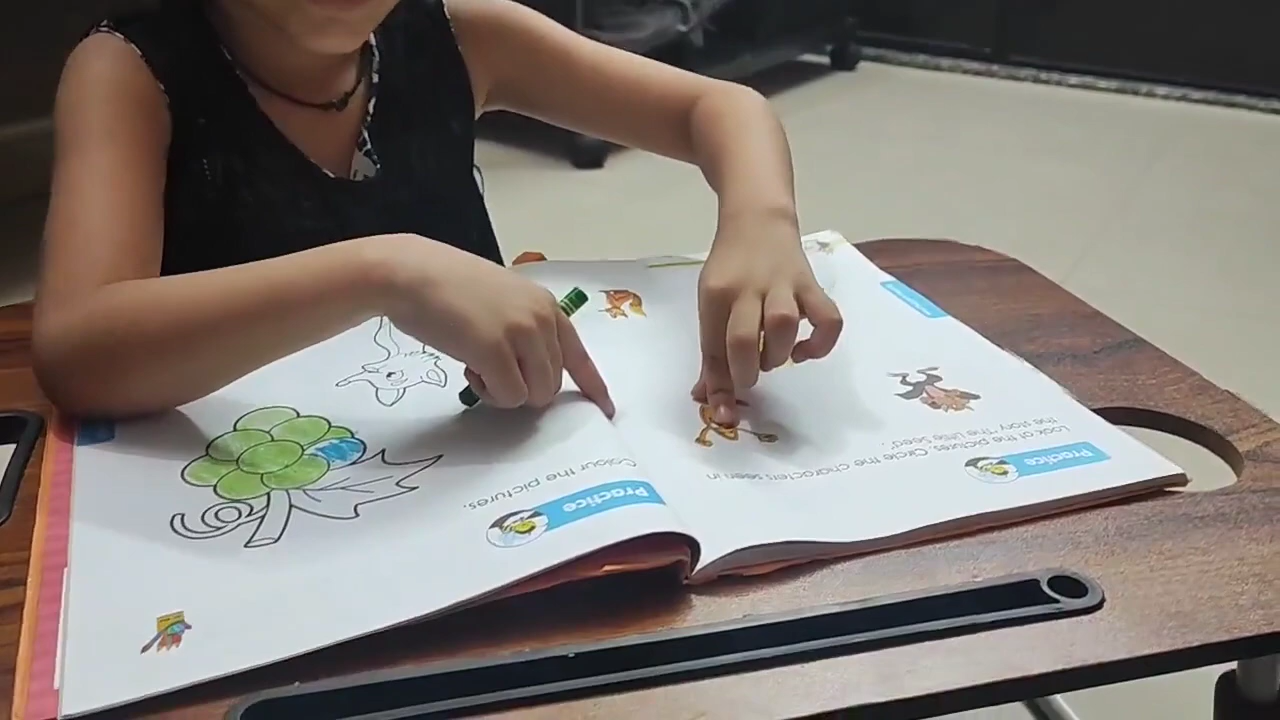 Practice
Look at the pictures. Circle the characters seen in
the story 'The Little Seed'.
Practice
Colour the pictures.